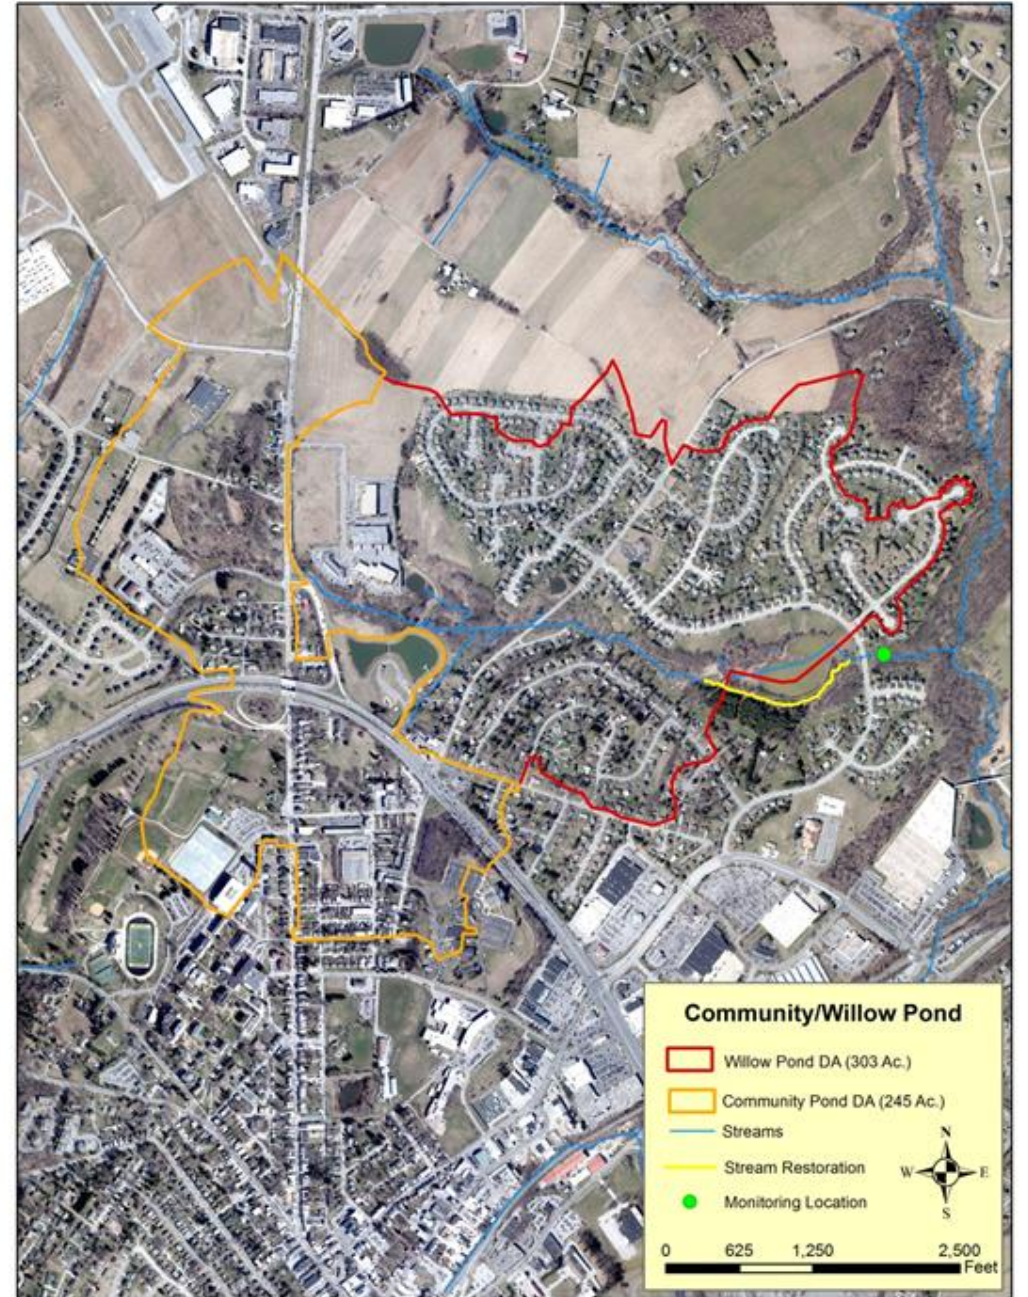 Community/Willow Pond
Willow Pond DA (303 Ac.)
Community Pond DA (245 Ac.)
Streams
Stream Restoration
Monitoring Location
N
W E
S
0 625 1,250 2,500
Feet